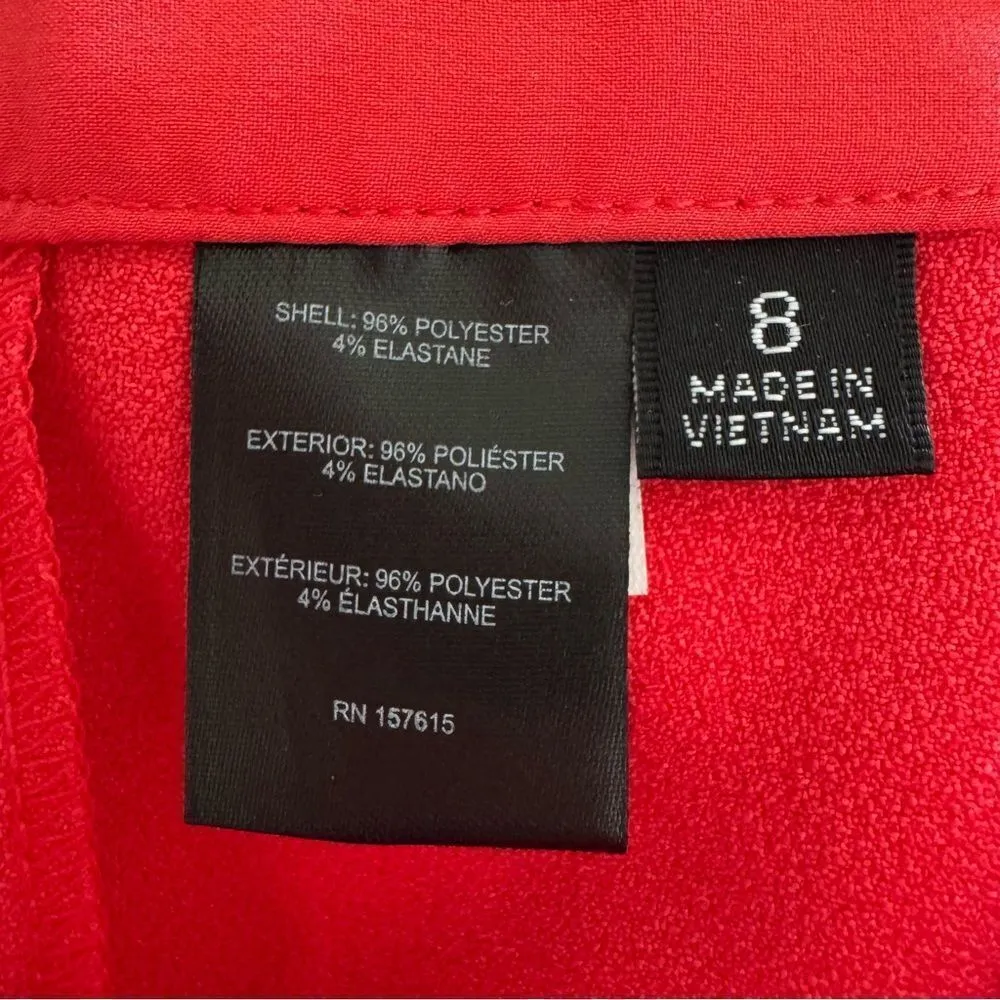 SHELL: 96% POLYESTER
4% ELASTANE
EXTERIOR: 96% POLIÉSTER
4% ELASTANO
EXTÉRIEUR: 96% POLYESTER
4% ÉLASTHANNE
RN 157615
8
MADE IN
VIETNAM